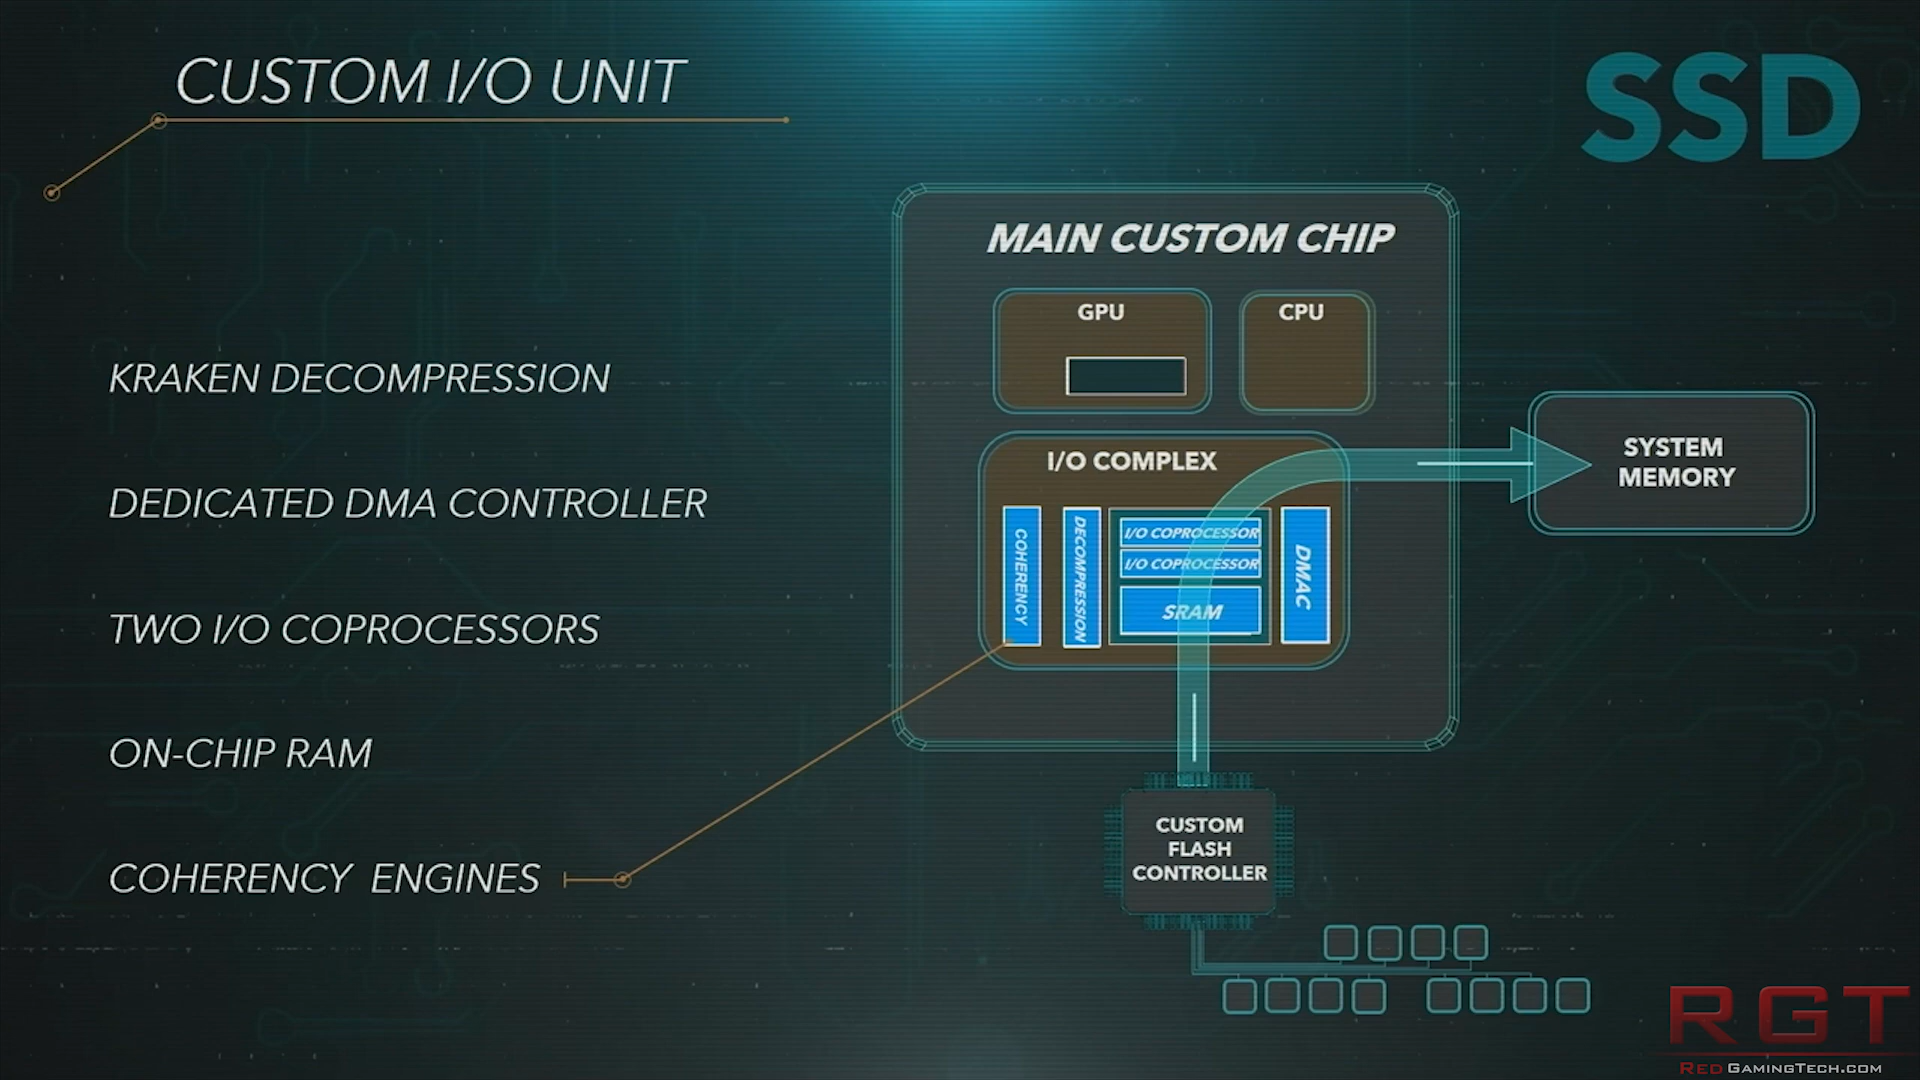 CUSTOM I/O UNIT
SSD
KRAKEN DECOMPRESSION
DEDICATED DMA CONTROLLER
TWO I/O COPROCESSORS
ON-CHIP RAM
COHERENCY ENGINES
MAIN CUSTOM CHIP
GPU
CPU
I/O COMPLEX
COHERENCY
DECOMPRESSION
I/O COPROCESSOR
I/O COPROCESSOR
SRAM
DMAC
SYSTEM
MEMORY
CUSTOM
FLASH
CONTROLLER
RGT
REDGAMINGTECH.COM